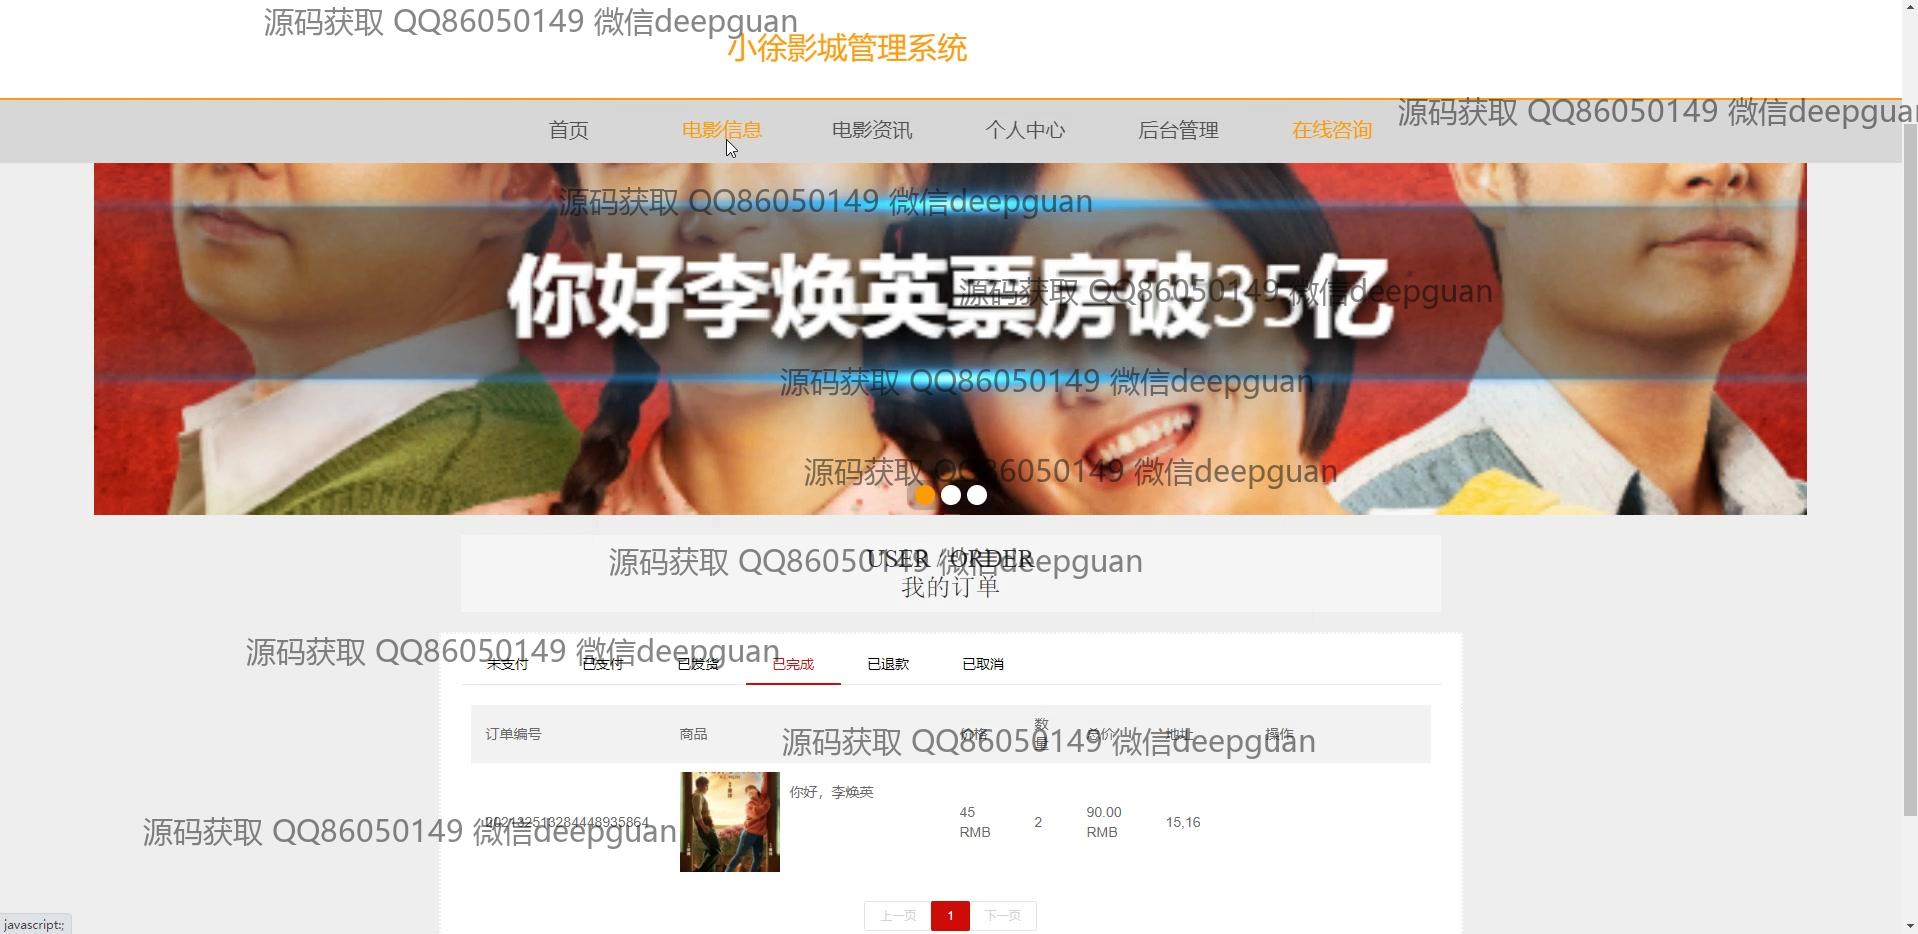 源码获取 QQ86050149 微信deepguan
小徐影城管理系统
源码获取 QQ86050149 微信deepguan
首页 电影信息 电影资讯 个人中心 后台管理 在线咨询
源码获取 QQ86050149 微信deepguan
你好李焕英票房破35亿
源码获取 QQ86050149 微信deepguan
源码获取 QQ86050149 微信deepguan
源码获取 QQ86050149 微信deepguan
USER / ORDER
源码获取 QQ86050149 微信deepguan
我的订单
源码获取 QQ86050149 微信deepguan
未支付 已支付 已发货 已完成 已退款 已取消
订单编号 商品 价格 数量 总价 地址 操作
源码获取 QQ86050149 微信deepguan
你好，李焕英
202132513284448935864 45 RMB 2 90.00 RMB 15,16
源码获取 QQ86050149 微信deepguan
上一页 1 下一页
javascript:;